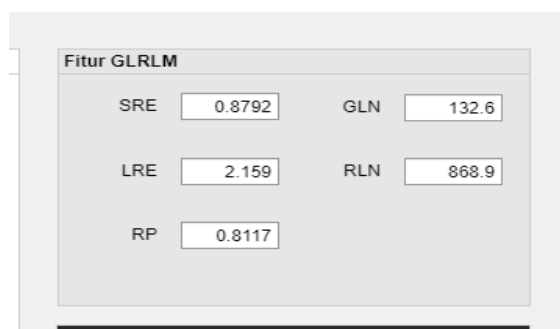 Fitur GLRLM
SRE 0.8792 GLN 132.6
LRE 2.159 RLN 868.9
RP 0.8117